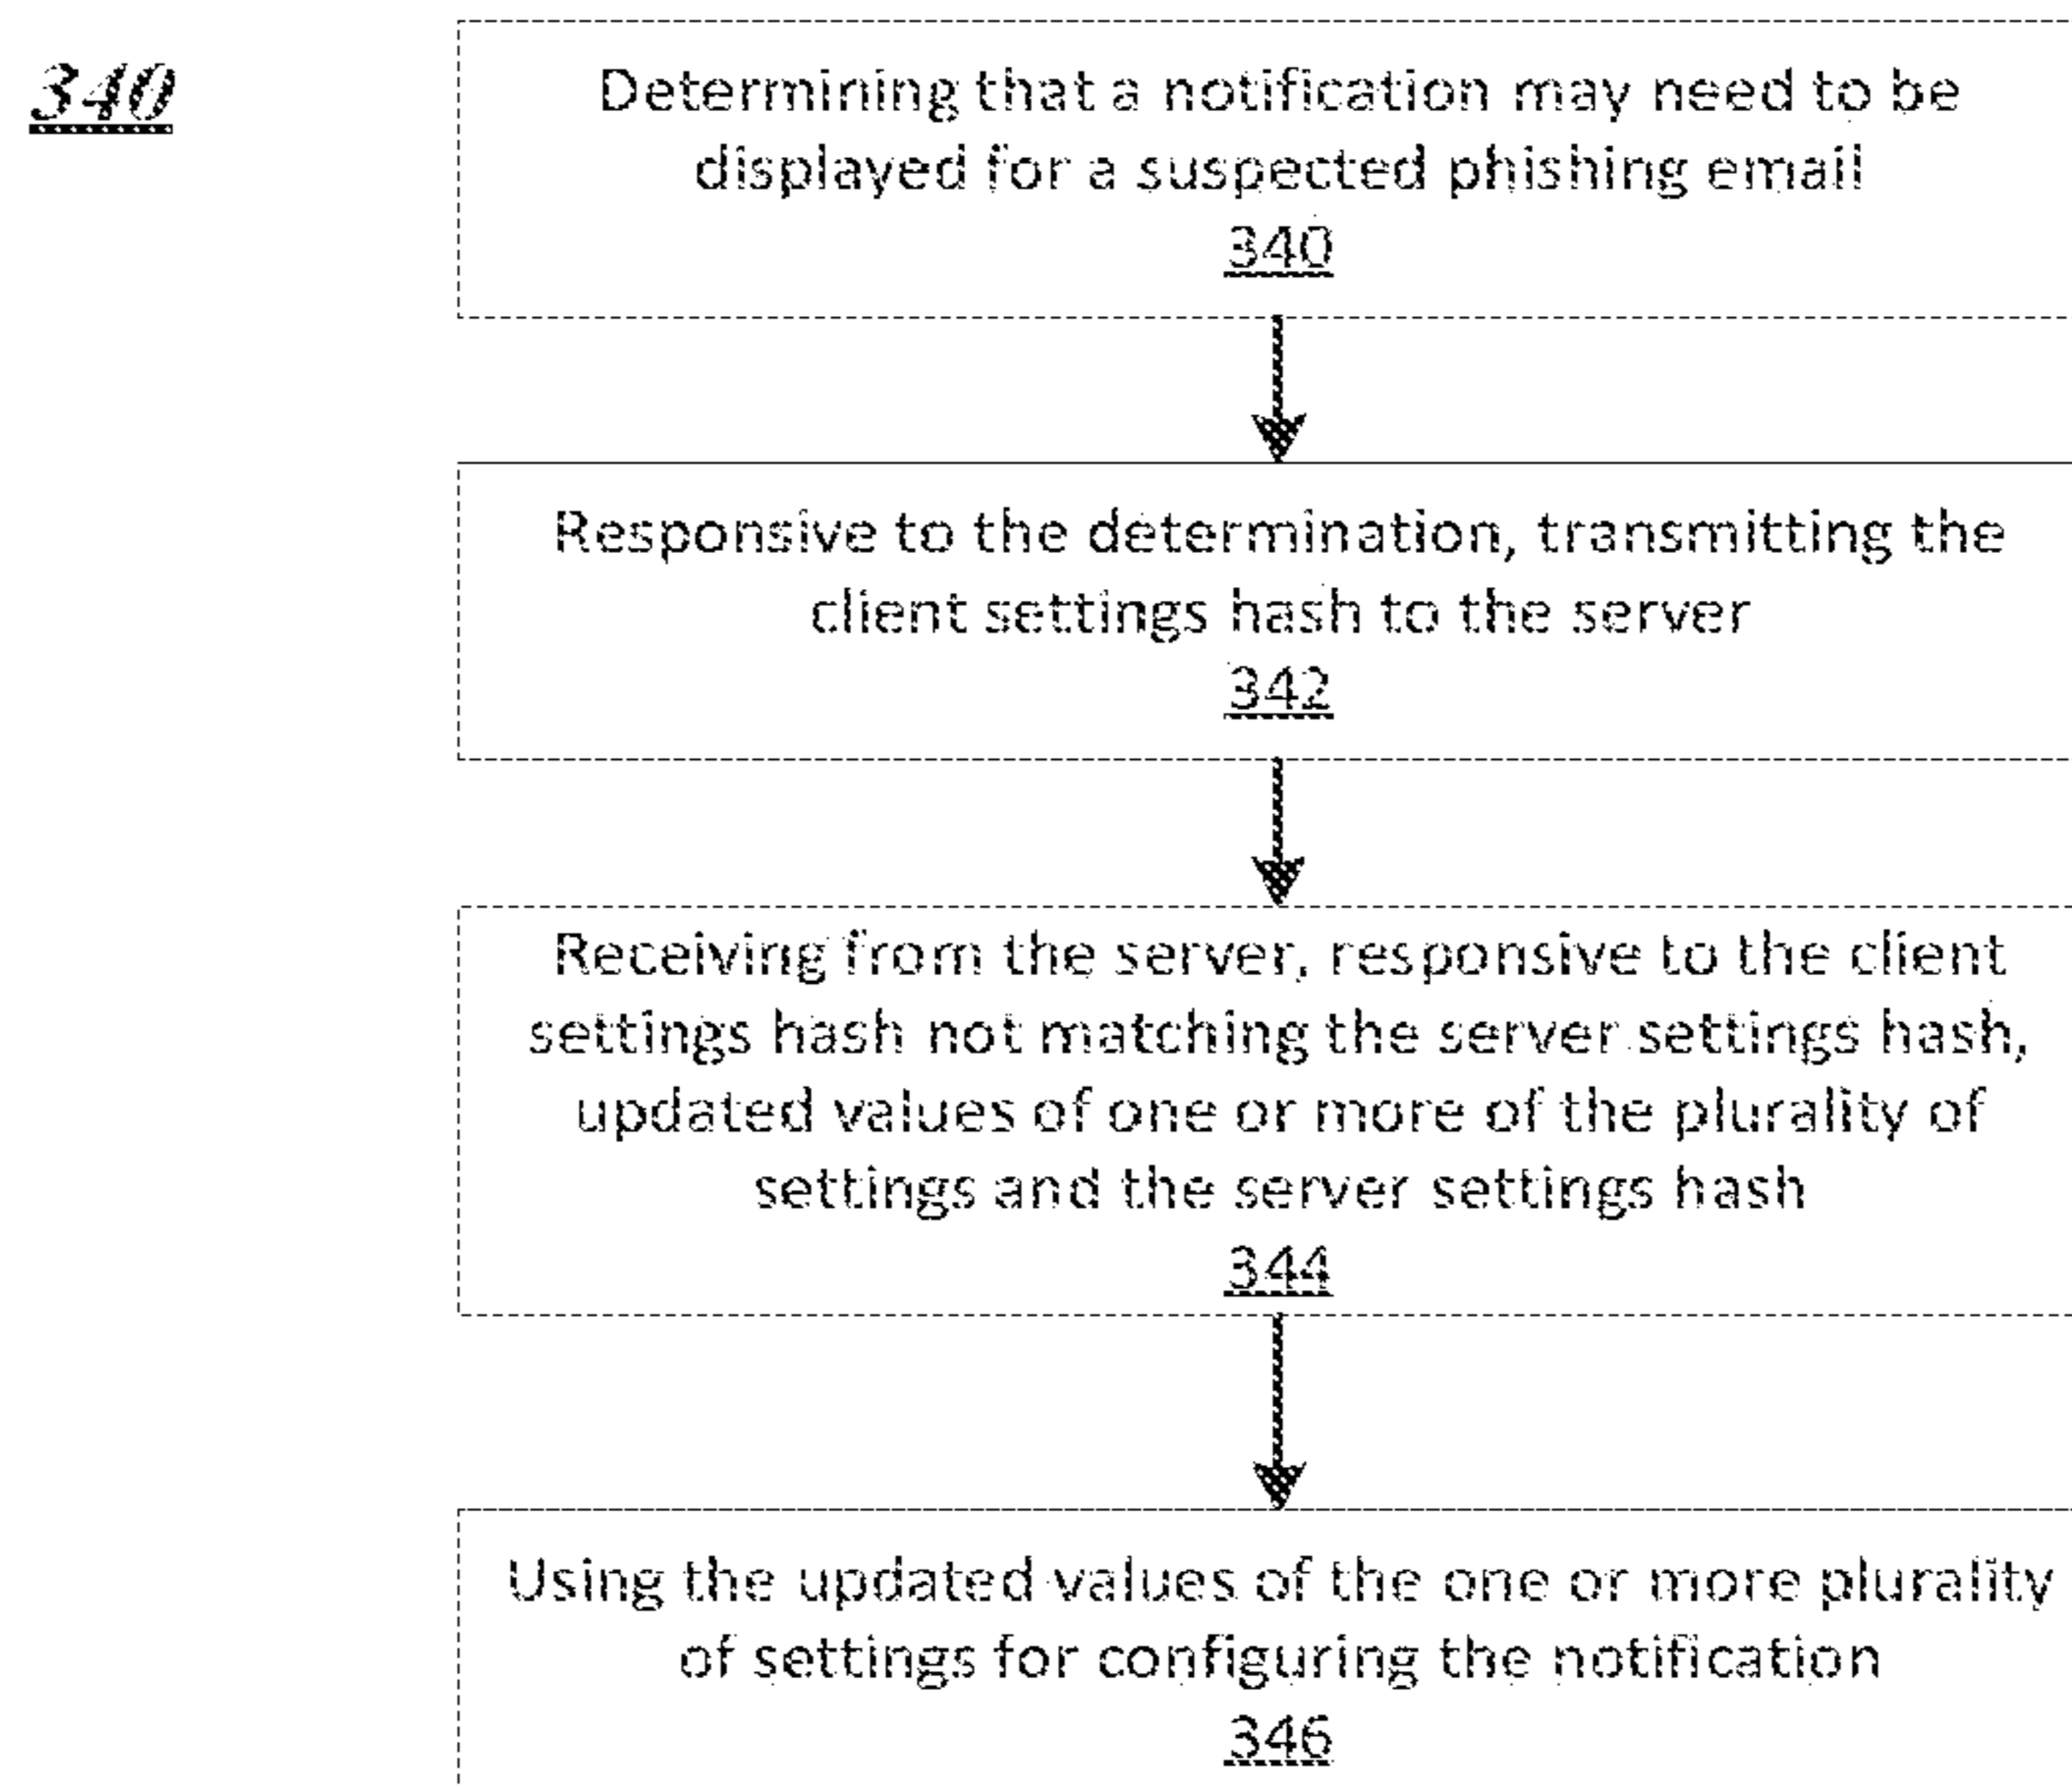 340
Determining that a notification may need to be
displayed for a suspected phishing email
340
Responsive to the determination, transmitting the
client settings hash to the server
342
Receiving from the server, responsive to the client
settings hash not matching the server settings hash,
updated values of one or more of the plurality of
settings and the server settings hash
344
Using the updated values of the one or more plurality
of settings for configuring the notification
346